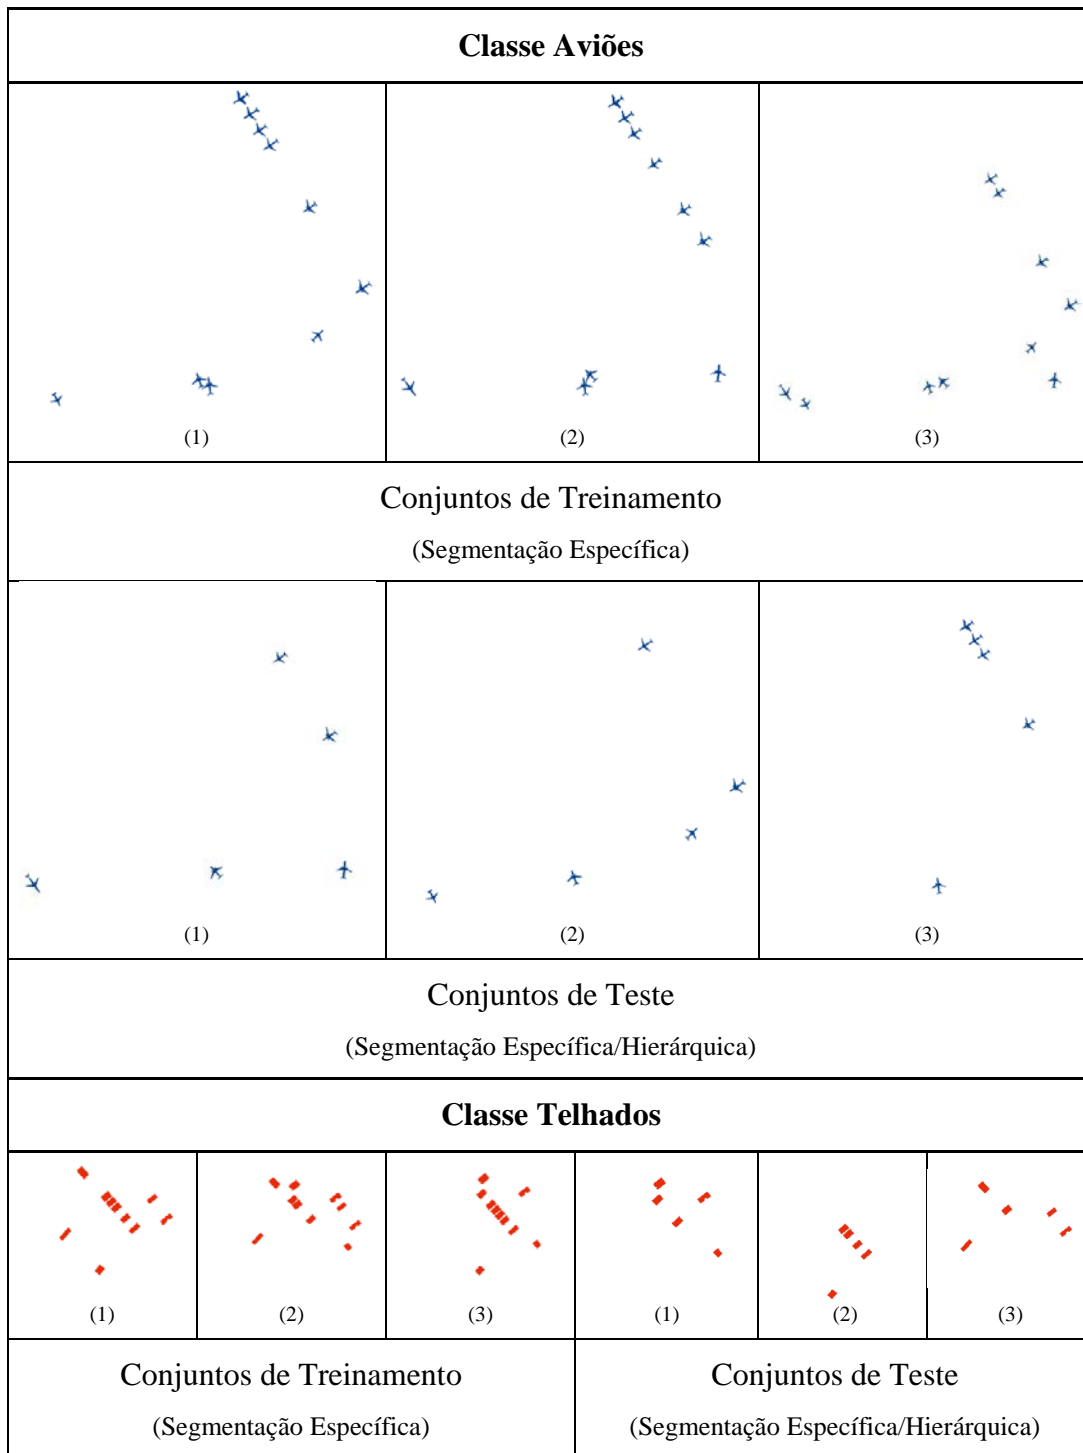 Classe Aviões
(1)
(2)
(3)
Conjuntos de Treinamento
(Segmentação Específica)
(1)
(2)
(3)
Conjuntos de Teste
(Segmentação Específica/Hierárquica)
Classe Telhados
(1)
(2)
(3)
(1)
(2)
(3)
Conjuntos de Treinamento
(Segmentação Específica)
Conjuntos de Teste
(Segmentação Específica/Hierárquica)